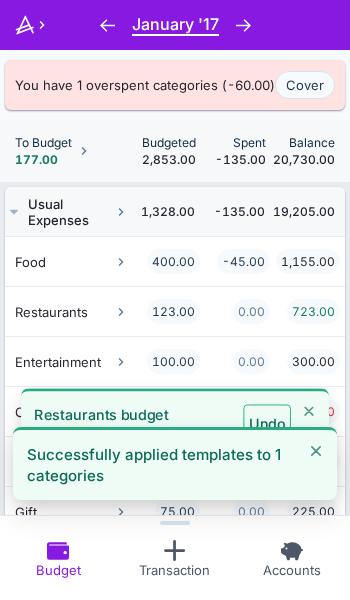 January '17
You have 1 overspent categories (-60.00) Cover
To Budget Budgeted Spent Balance
177.00 2,853.00 -135.00 20,730.00
Usual Expenses 1,328.00 -135.00 19,205.00
Food 400.00 -45.00 1,155.00
Restaurants 123.00 0.00 723.00
Entertainment 100.00 0.00 300.00
Restaurants budget Undo
Successfully applied templates to 1
categories
Gift 75.00 0.00 225.00
Budget Transaction Accounts